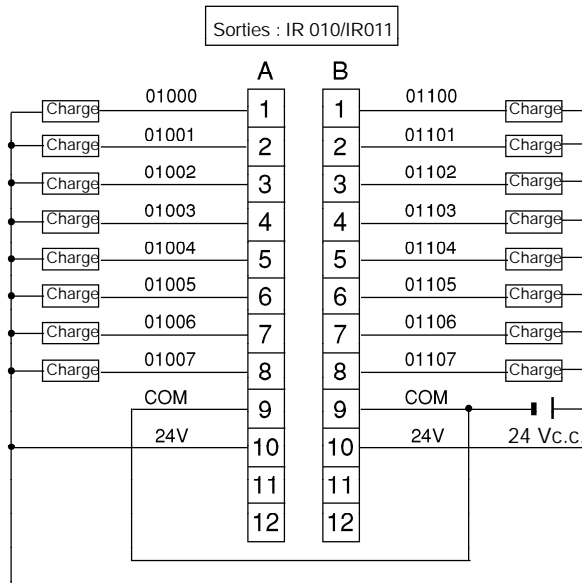 Sorties : IR 010/IR011
A B
Charge 01000 1 1 01100 Charge
Charge 01001 2 2 01101 Charge
Charge 01002 3 3 01102 Charge
Charge 01003 4 4 01103 Charge
Charge 01004 5 5 01104 Charge
Charge 01005 6 6 01105 Charge
Charge 01006 7 7 01106 Charge
Charge 01007 8 8 01107 Charge
COM 9 9 COM
24V 10 10 24V 24 Vc.c.
11 11
12 12